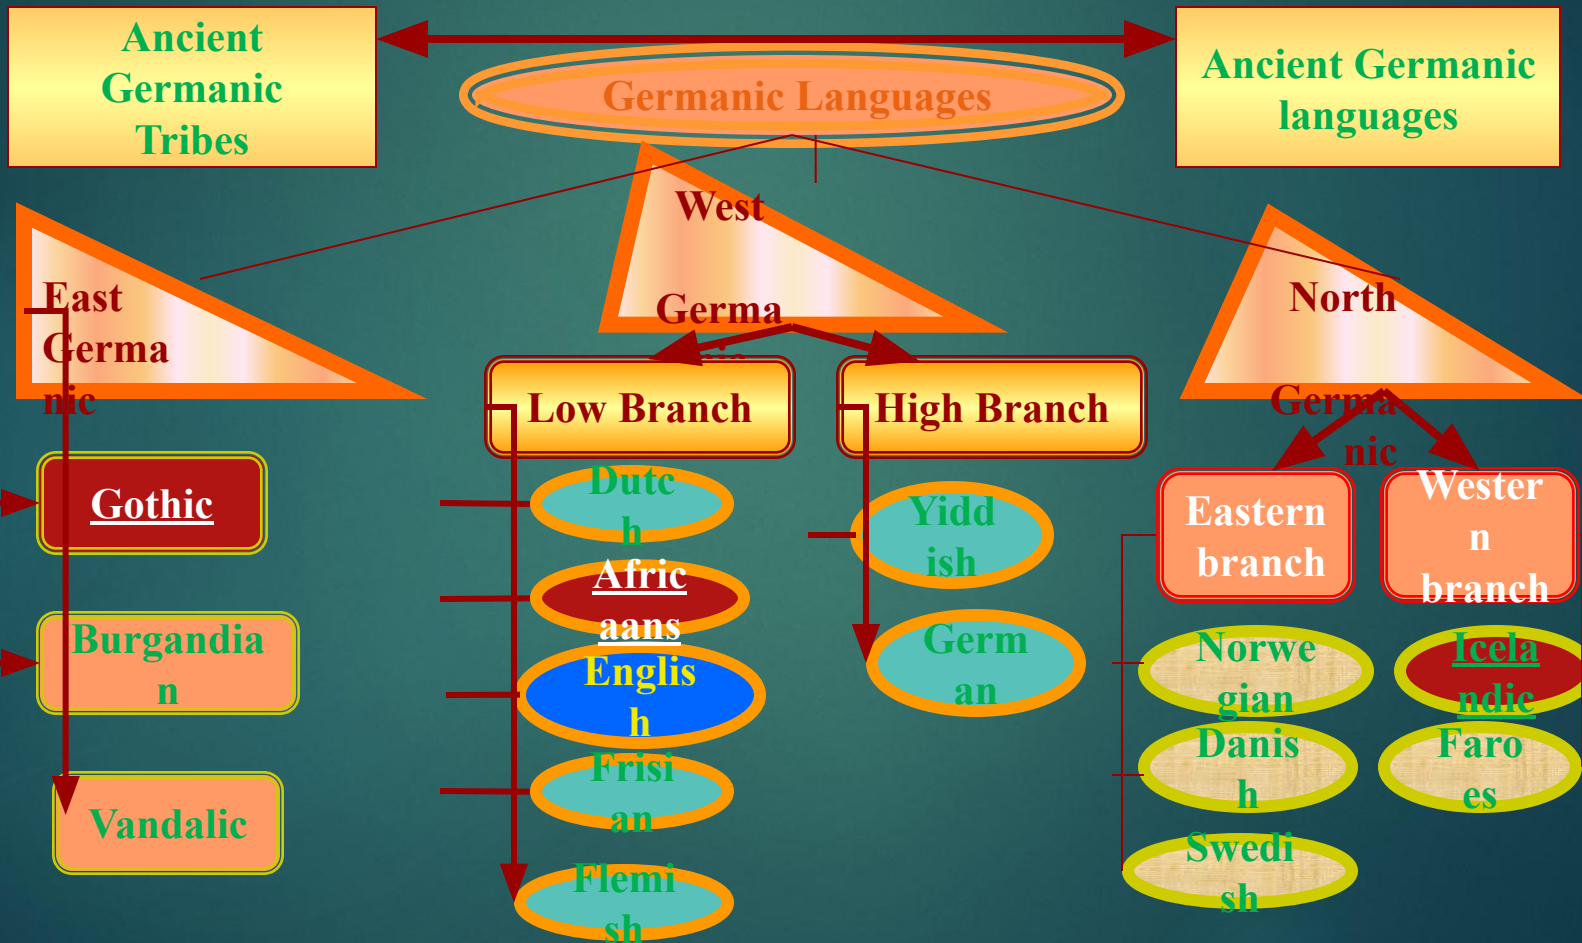 Ancient
Germanic
Tribes
Germanic Languages
Ancient Germanic
languages
East
Germa
nic
West
Germa
nic
North
Germa
nic
Low Branch
High Branch
Gothic
Burgandia
n
Vandalic
Dutc
h
Afric
aans
Englis
h
Frisi
an
Flemi
sh
Yidd
ish
Germ
an
Eastern
branch
Wester
n
branch
Norwe
gian
Danis
h
Swedi
sh
Icela
ndic
Faro
es